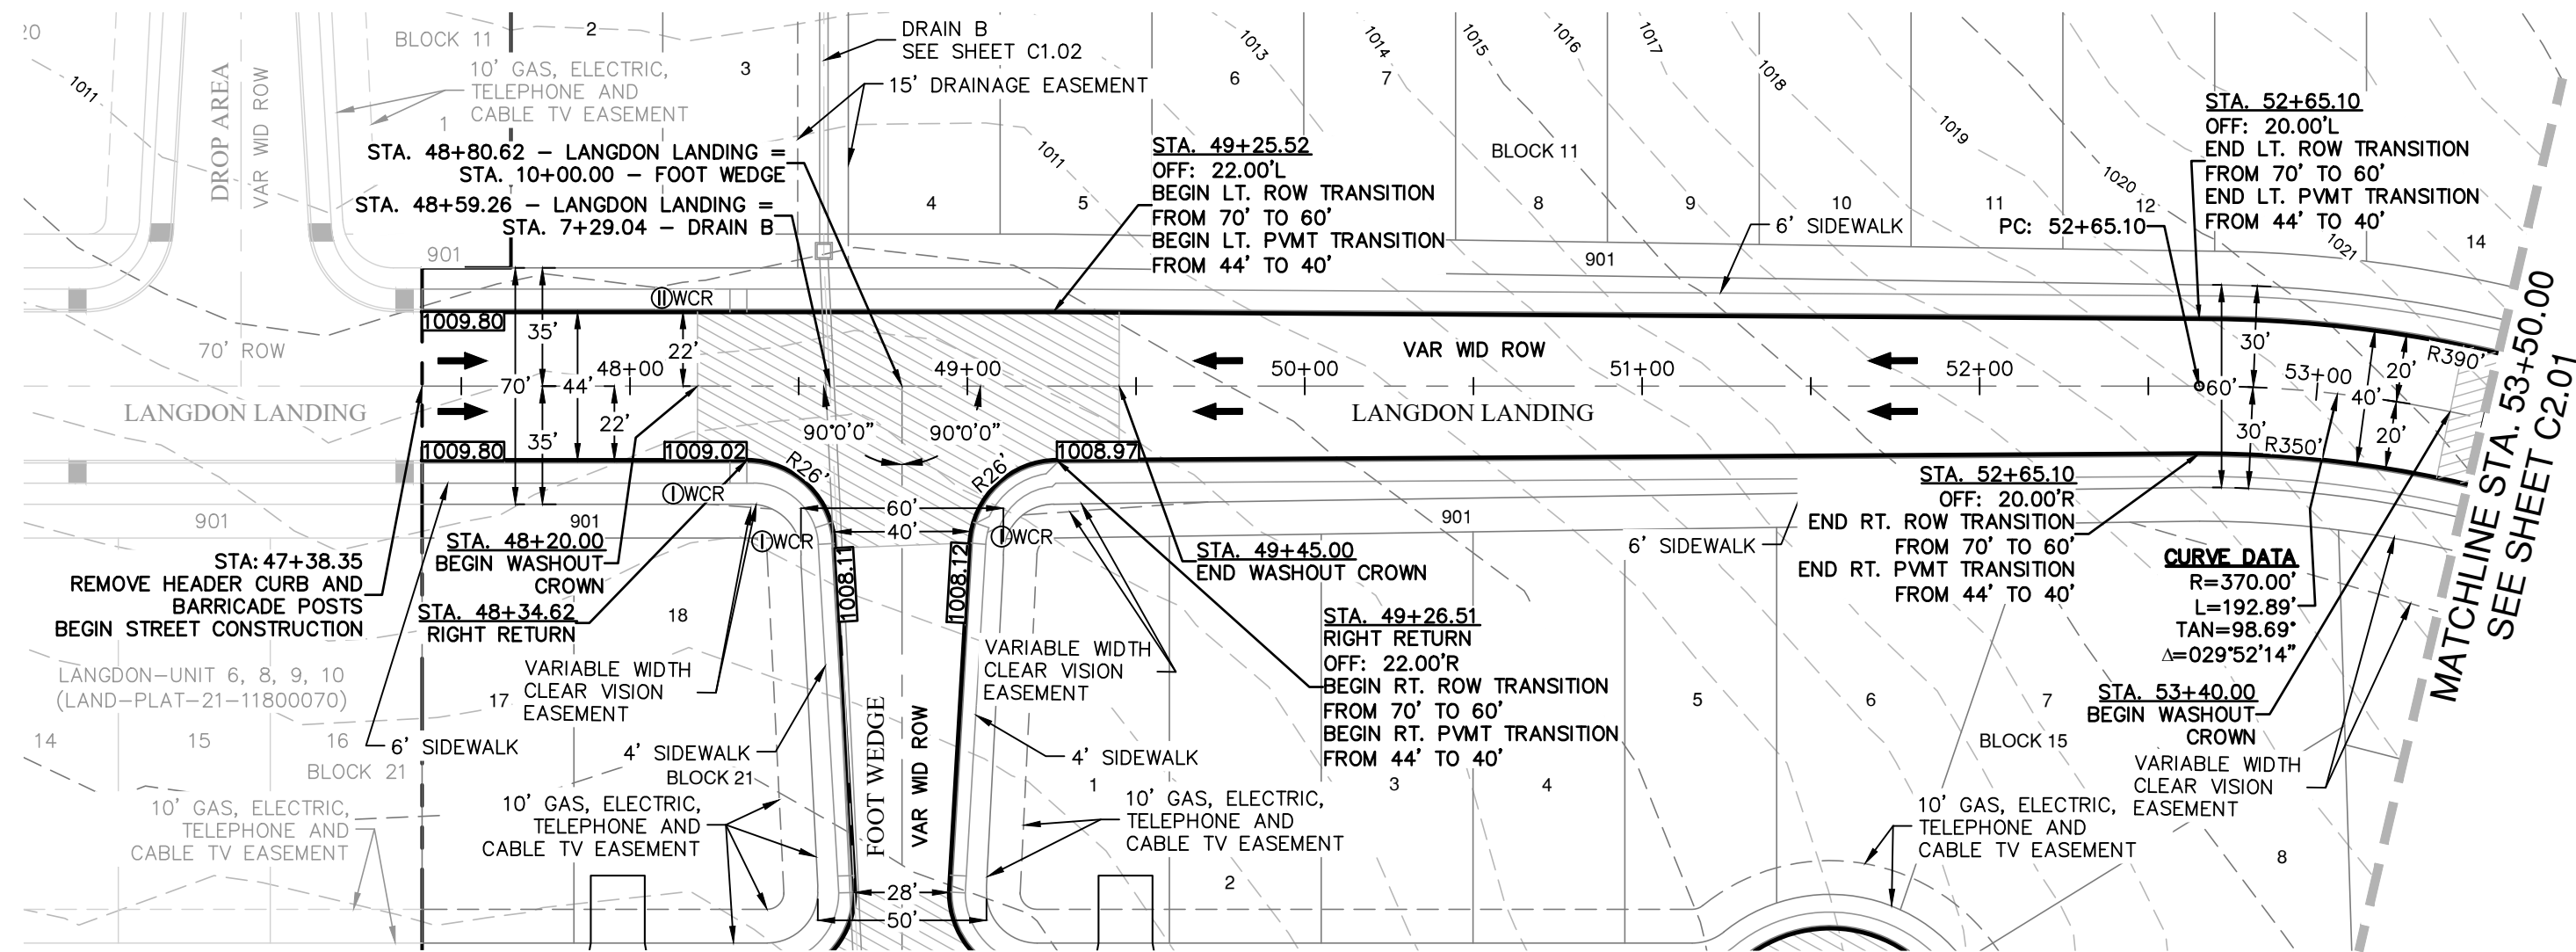 20
1011
DROP AREA
VAR WID ROW
BLOCK 11
2
3
1
10' GAS, ELECTRIC,
TELEPHONE AND
CABLE TV EASEMENT
DRAIN B
SEE SHEET C1.02
15' DRAINAGE EASEMENT
STA. 48+80.62 – LANGDON LANDING =
STA. 10+00.00 – FOOT WEDGE
STA. 48+59.26 – LANGDON LANDING =
STA. 7+29.04 – DRAIN B
1011
4
5
6
7
1013
1014
1015
1016
1017
1018
1019
1020
1021
STA. 49+25.52
OFF: 22.00'L
BEGIN LT. ROW TRANSITION
FROM 70' TO 60'
BEGIN LT. PVMT TRANSITION
FROM 44' TO 40'
BLOCK 11
8
9
10
11
12
14
6' SIDEWALK
PC: 52+65.10
STA. 52+65.10
OFF: 20.00'L
END LT. ROW TRANSITION
FROM 70' TO 60'
END LT. PVMT TRANSITION
FROM 44' TO 40'
901
901
II WCR
1009.80
35'
22'
70' ROW
70'
44'
48+00
49+00
50+00
51+00
52+00
53+00
VAR WID ROW
60'
30'
R390'
20'
40'
LANGDON LANDING
LANGDON LANDING
22'
35'
90°0'0"
90°0'0"
30'
20'
1009.80
1009.02
1008.97
R26'
R26'
R350'
MATCHLINE STA. 53+50.00
SEE SHEET C2.01
I WCR
901
901
901
60'
40'
I WCR
I WCR
STA: 47+38.35
REMOVE HEADER CURB AND
BARRICADE POSTS
BEGIN STREET CONSTRUCTION
STA. 48+20.00
BEGIN WASHOUT
CROWN
STA. 48+34.62
RIGHT RETURN
1008.11
1008.12
STA. 49+45.00
END WASHOUT CROWN
STA. 49+26.51
RIGHT RETURN
OFF: 22.00'R
BEGIN RT. ROW TRANSITION
FROM 70' TO 60'
BEGIN RT. PVMT TRANSITION
FROM 44' TO 40'
6' SIDEWALK
STA. 52+65.10
OFF: 20.00'R
END RT. ROW TRANSITION
FROM 70' TO 60'
END RT. PVMT TRANSITION
FROM 44' TO 40'
CURVE DATA
R=370.00'
L=192.89'
TAN=98.69°
Δ=029°52'14"
STA. 53+40.00
BEGIN WASHOUT
CROWN
LANGDON–UNIT 6, 8, 9, 10
(LAND–PLAT–21–11800070)
18
17
VARIABLE WIDTH
CLEAR VISION
EASEMENT
VARIABLE WIDTH
CLEAR VISION
EASEMENT
14
15
16
BLOCK 21
6' SIDEWALK
4' SIDEWALK
BLOCK 21
FOOT WEDGE
VAR WID ROW
4' SIDEWALK
1
2
3
4
5
6
7
BLOCK 15
8
VARIABLE WIDTH
CLEAR VISION
EASEMENT
10' GAS, ELECTRIC,
TELEPHONE AND
CABLE TV EASEMENT
10' GAS, ELECTRIC,
TELEPHONE AND
CABLE TV EASEMENT
10' GAS, ELECTRIC,
TELEPHONE AND
CABLE TV EASEMENT
10' GAS, ELECTRIC,
TELEPHONE AND
CABLE TV EASEMENT
28'
50'